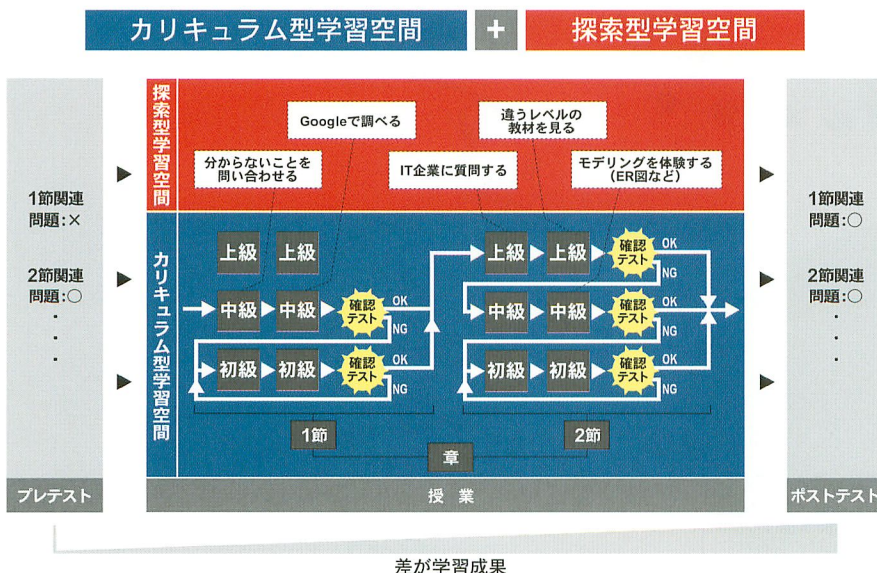 カリキュラム型学習空間
+
探索型学習空間
1節関連
問題:×
2節関連
問題:○
・
・
・
プレテスト
探索型学習空間
分からないことを
問い合わせる
Googleで調べる
IT企業に質問する
違うレベルの
教材を見る
モデリングを体験する
(ER図など)
カリキュラム型学習空間
上級
上級
中級
中級
確認
テスト
OK
NG
初級
初級
確認
テスト
OK
NG
1節
上級
上級
確認
テスト
OK
NG
中級
中級
確認
テスト
OK
NG
初級
初級
確認
テスト
OK
NG
2節
章
授業
1節関連
問題:○
2節関連
問題:○
・
・
・
ポストテスト
差が学習成果